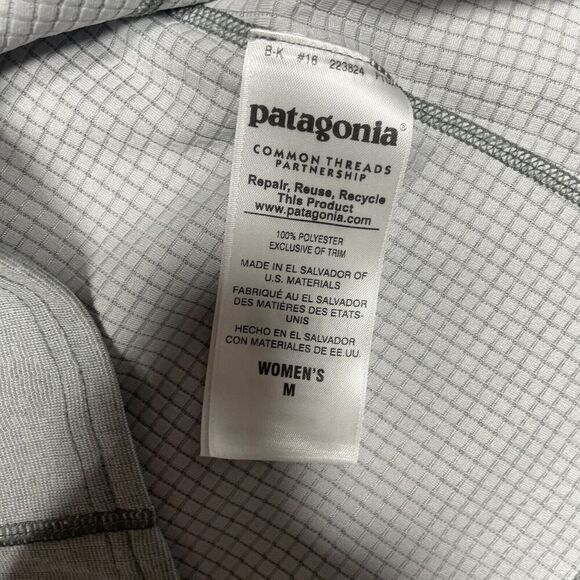 B-K #16 223824
patagonia®
COMMON THREADS
PARTNERSHIP
Repair, Reuse, Recycle
This Product
www.patagonia.com
100% POLYESTER
EXCLUSIVE OF TRIM
MADE IN EL SALVADOR OF
U.S. MATERIALS
FABRIQUÉ AU EL SALVADOR
DES MATIÈRES DES ETATS-
UNIS
HECHO EN EL SALVADOR
CON MATERIALES DE EE.UU.
WOMEN'S
M